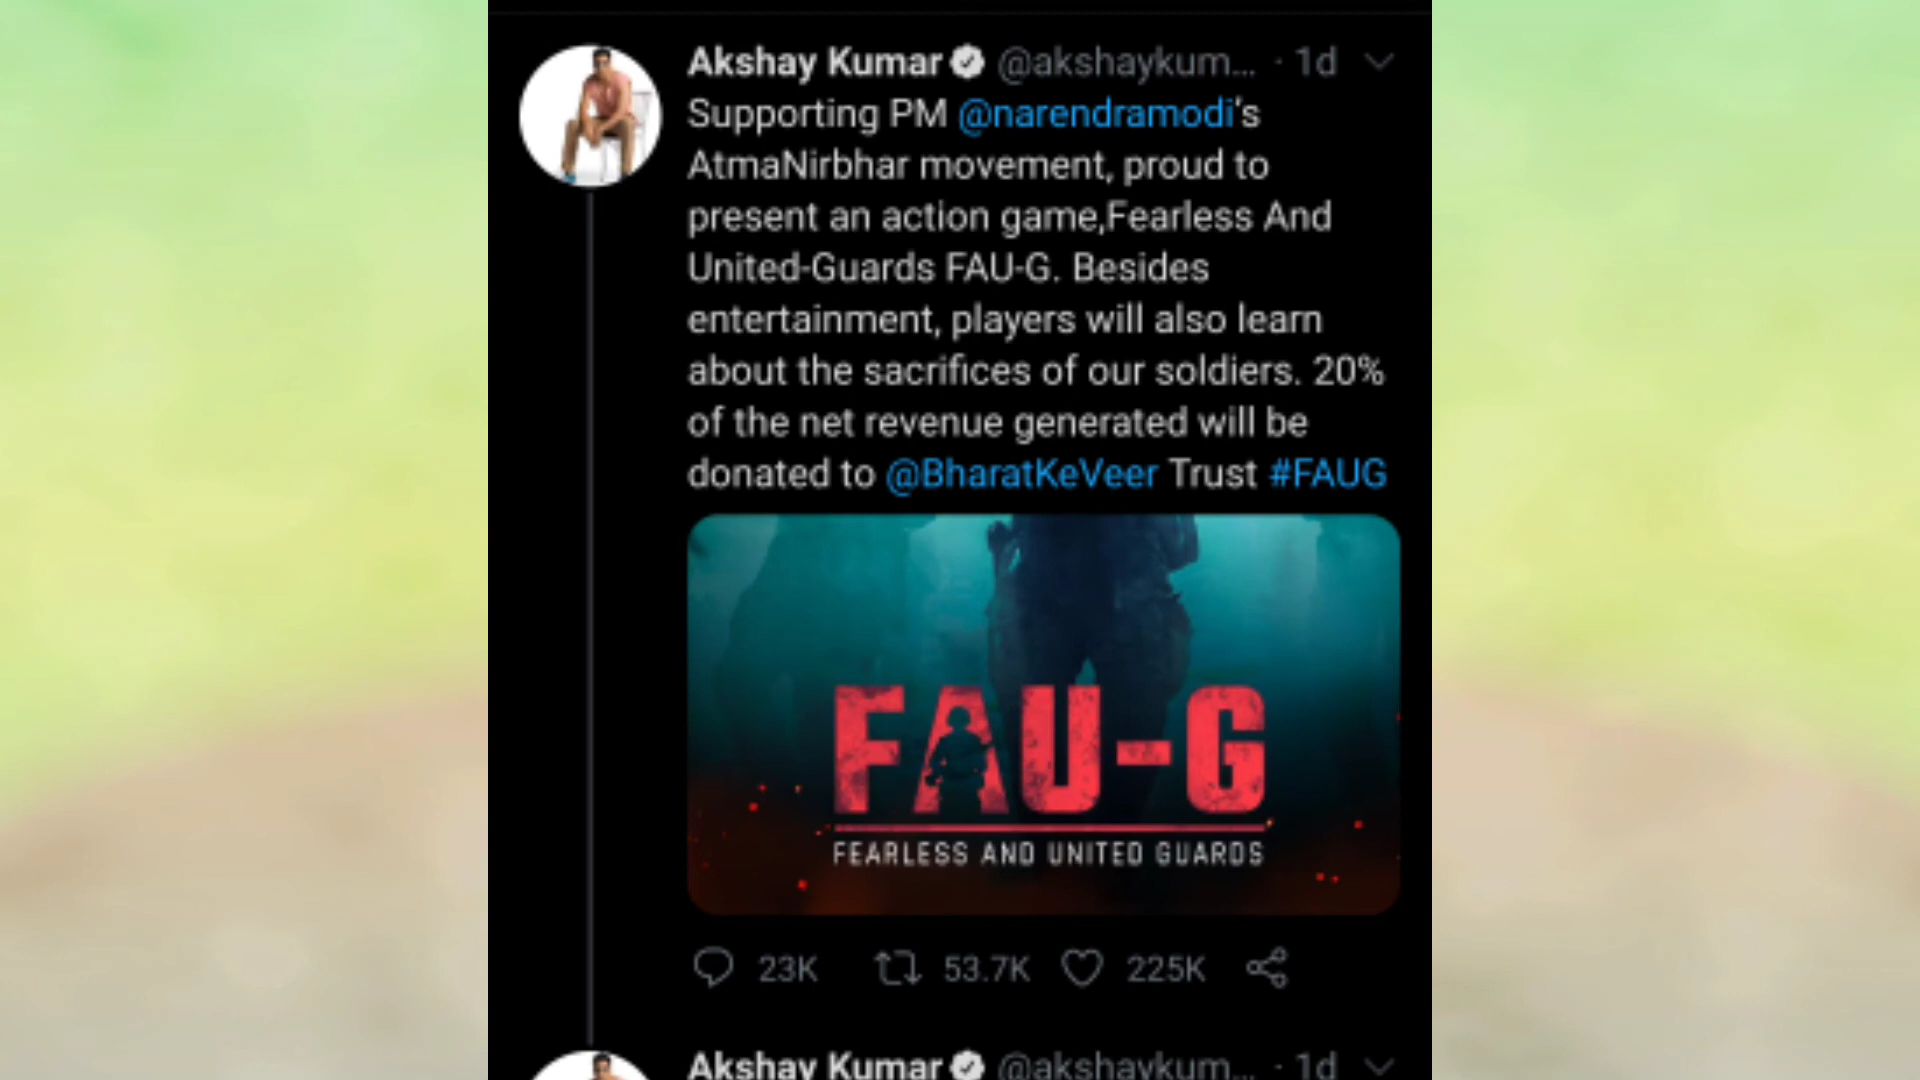 Akshay Kumar @akshaykum... · 1d
Supporting PM @narendramodi's
AtmaNirbhar movement, proud to
present an action game,Fearless And
United-Guards FAU-G. Besides
entertainment, players will also learn
about the sacrifices of our soldiers. 20%
of the net revenue generated will be
donated to @BharatKeVeer Trust #FAUG
FAU-G
FEARLESS AND UNITED GUARDS
23K 53.7K 225K
Akshay Kumar @akshaykum... · 1d